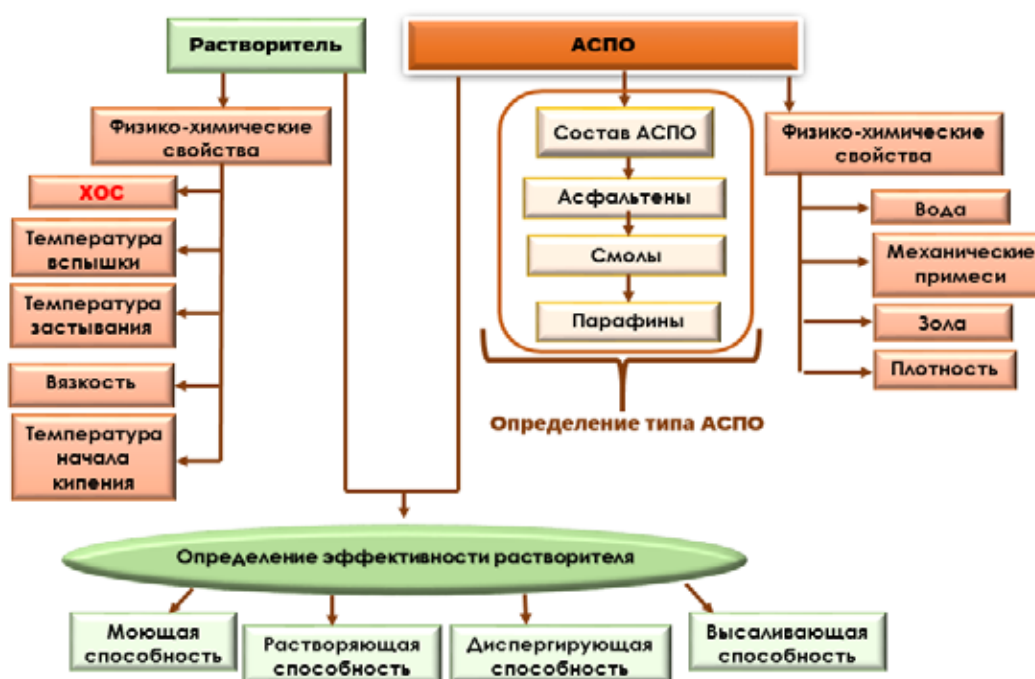 Растворитель
АСПО
Физико-химические
свойства
ХОС
Температура
вспышки
Температура
застывания
Вязкость
Температура
начала
кипения
Состав АСПО
Асфальтены
Смолы
Парафины
Определение типа АСПО
Физико-химические
свойства
Вода
Механические
примеси
Зола
Плотность
Определение эффективности растворителя
Моющая
способность
Растворяющая
способность
Диспергирующая
способность
Высаливающая
способность